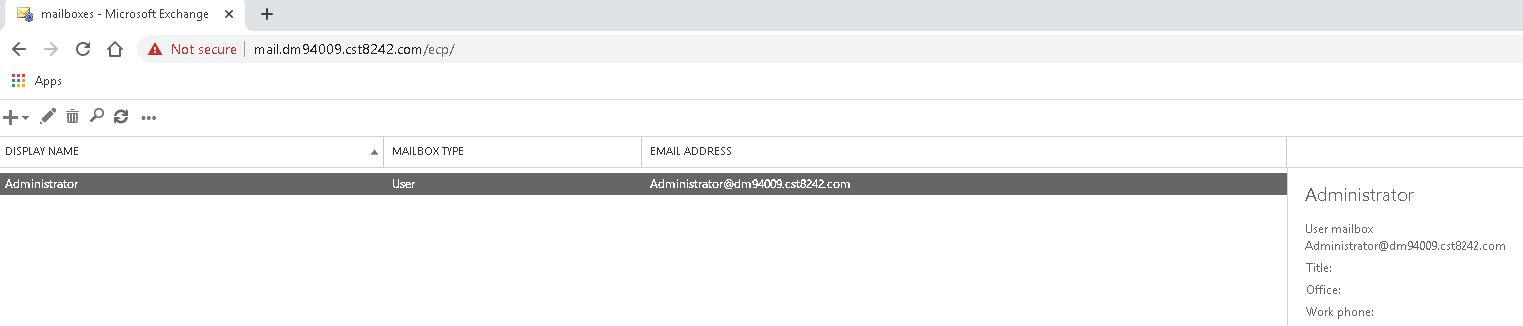 mailboxes - Microsoft Exchange
Not secure mail.dm94009.cst8242.com/ecp/
Apps
DISPLAY NAME MAILBOX TYPE EMAIL ADDRESS
Administrator User Administrator@dm94009.cst8242.com
Administrator
User mailbox
Administrator@dm94009.cst8242.com
Title:
Office:
Work phone: